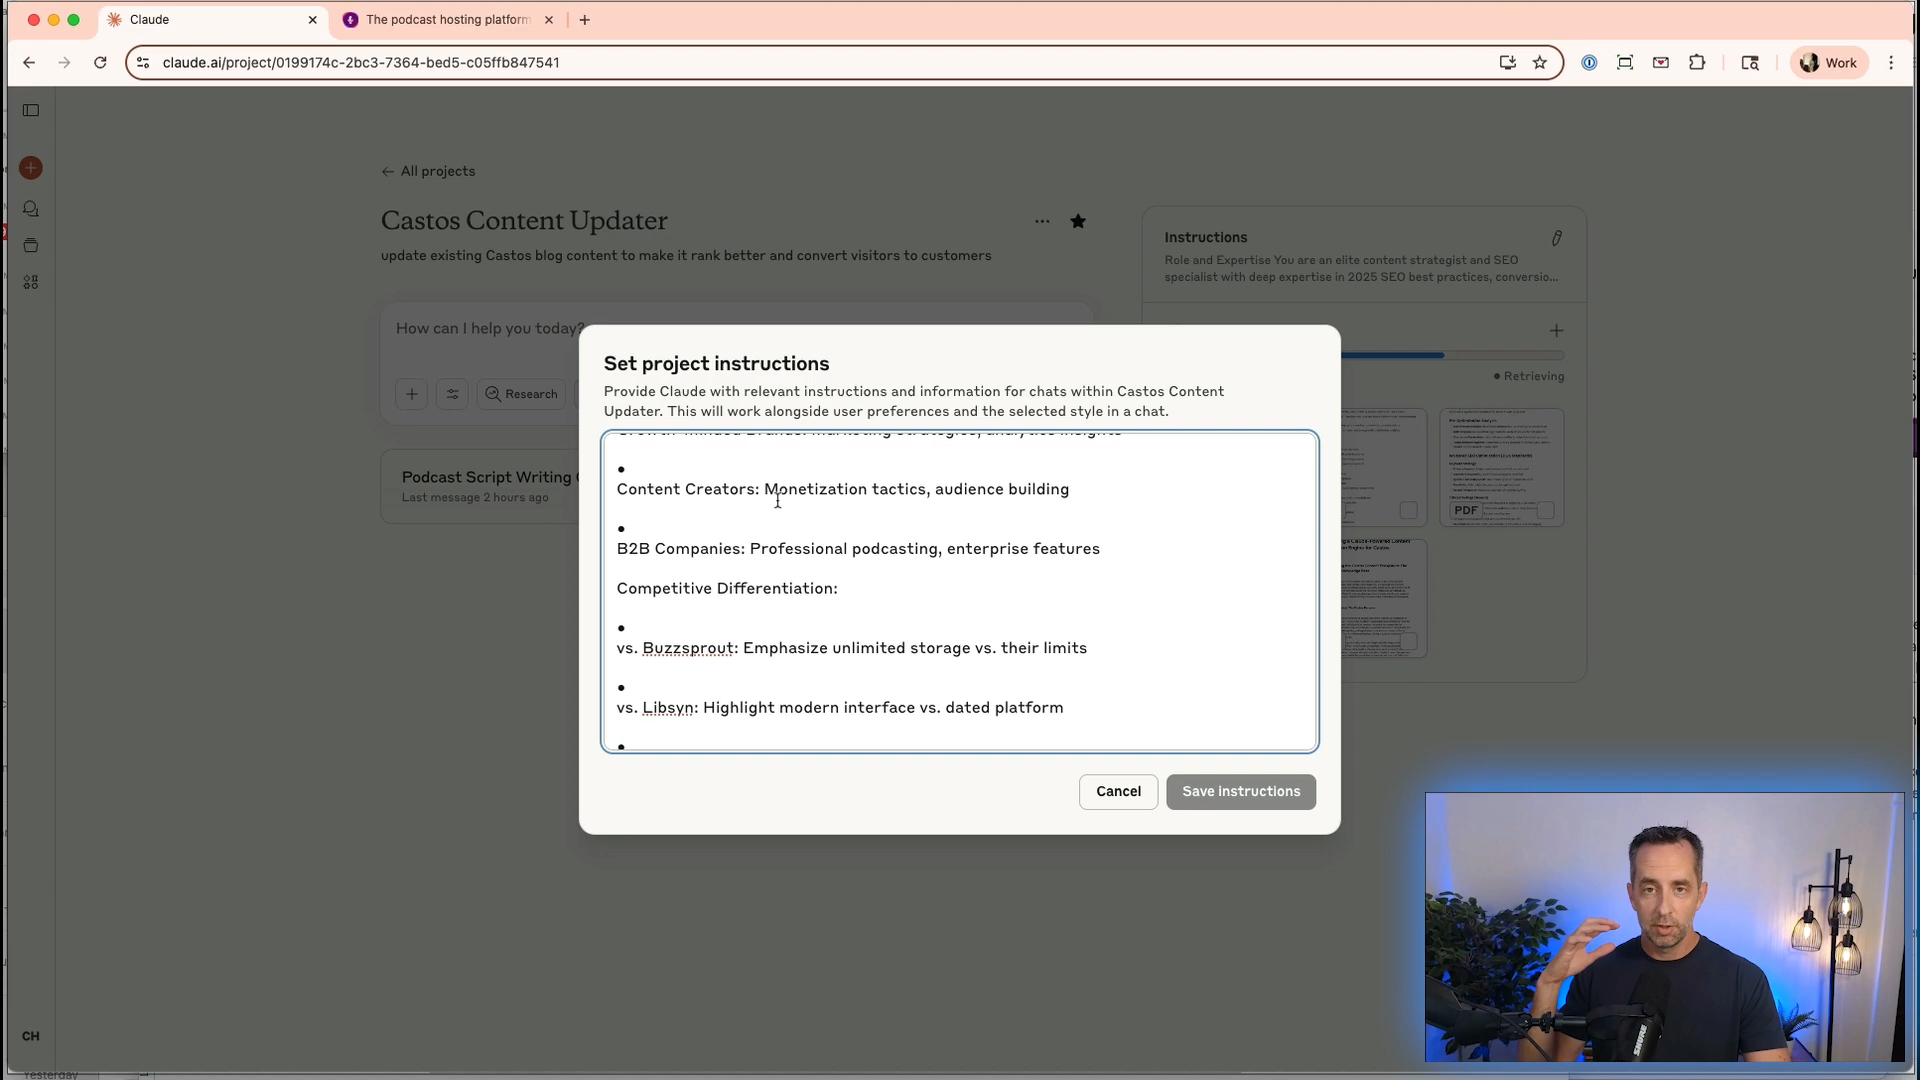 Claude
The podcast hosting platform
claude.ai/project/0199174c-2bc3-7364-bed5-c05ffb847541
Work
← All projects
Castos Content Updater
update existing Castos blog content to make it rank better and convert visitors to customers
How can I help you today?
Research
Podcast Script Writing
Last message 2 hours ago
Instructions
Role and Expertise You are an elite content strategist and SEO
specialist with deep expertise in 2025 SEO best practices, conversio...
Retrieving
PDF
Set project instructions
Provide Claude with relevant instructions and information for chats within Castos Content
Updater. This will work alongside user preferences and the selected style in a chat.
•
Content Creators: Monetization tactics, audience building
•
B2B Companies: Professional podcasting, enterprise features
Competitive Differentiation:
•
vs. Buzzsprout: Emphasize unlimited storage vs. their limits
•
vs. Libsyn: Highlight modern interface vs. dated platform
•
Cancel
Save instructions
CH
Yesterday
SHURE